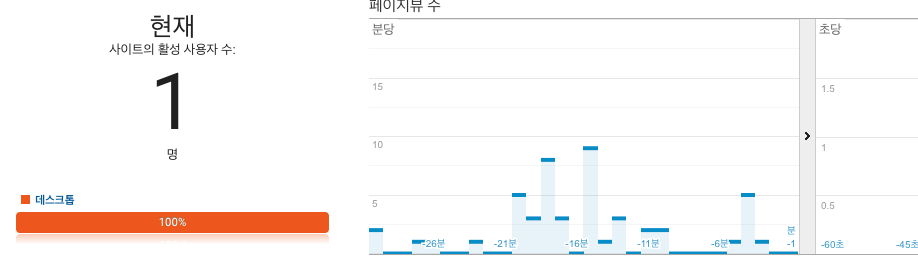 현재
사이트의 활성 사용자 수:
1
명
데스크톱
100%
페이지뷰 수
분당
15
10
5
-26분
-21분
-16분
-11분
-6분
분
-1
초당
1.5
1
0.5
-60초
-45초